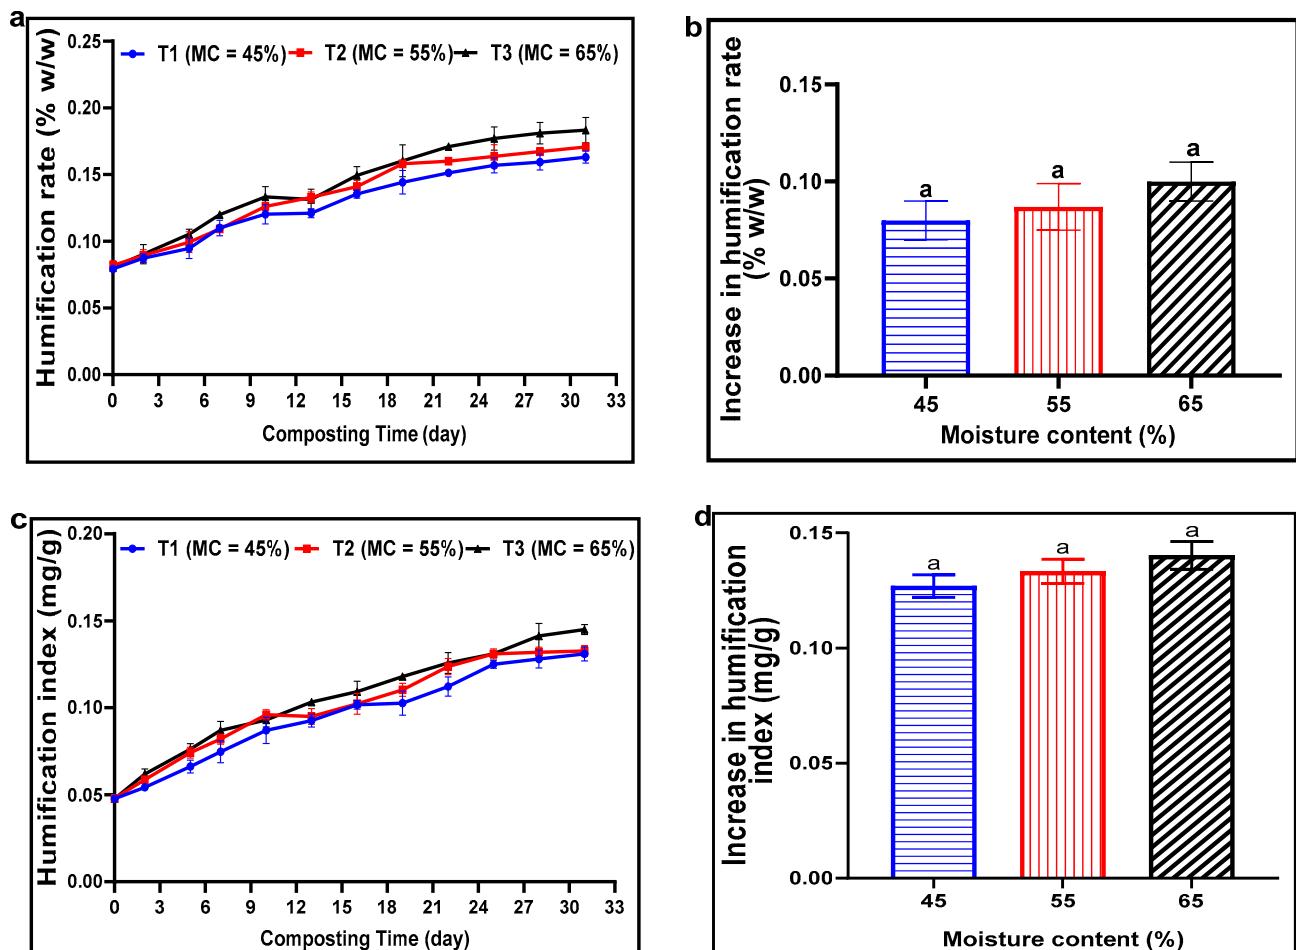 a
Humification rate (% w/w)
0.25
0.20
0.15
0.10
0.05
0.00
T1 (MC = 45%) T2 (MC = 55%) T3 (MC = 65%)
0 3 6 9 12 15 18 21 24 27 30 33
Composting Time (day)
b
Increase in humification rate
(% w/w)
0.15
0.10
0.05
0.00
a a a
45 55 65
Moisture content (%)
c
Humification index (mg/g)
0.20
0.15
0.10
0.05
0.00
T1 (MC = 45%) T2 (MC = 55%) T3 (MC = 65%)
0 3 6 9 12 15 18 21 24 27 30 33
Composting Time (day)
d
Increase in humification
index (mg/g)
0.15
0.10
0.05
0.00
a a a
45 55 65
Moisture content (%)